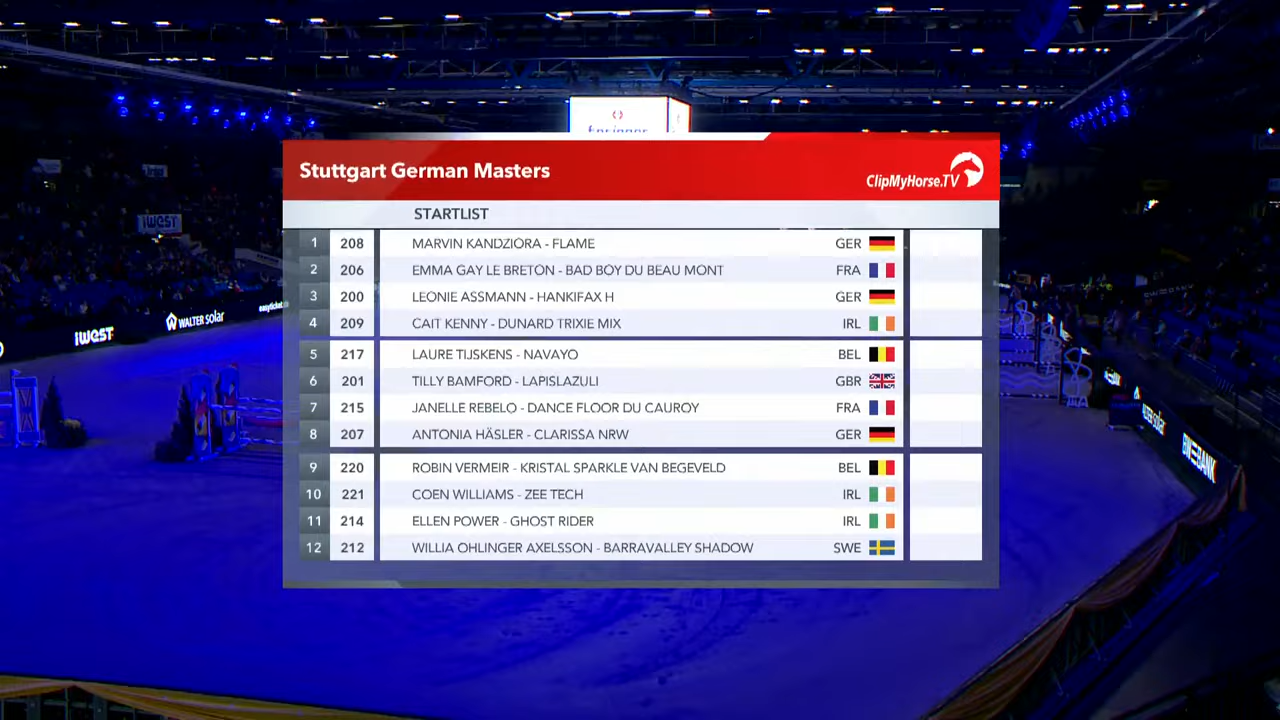 Stuttgart German Masters
ClipMyHorse.TV
STARTLIST
1 208 MARVIN KANDZIORA - FLAME GER
2 206 EMMA GAY LE BRETON - BAD BOY DU BEAU MONT FRA
3 200 LEONIE ASSMANN - HANKIFAX H GER
4 209 CAIT KENNY - DUNARD TRIXIE MIX IRL
5 217 LAURE TIJSKENS - NAVAYO BEL
6 201 TILLY BAMFORD - LAPISLAZULI GBR
7 215 JANELLE REBELO - DANCE FLOOR DU CAUROY FRA
8 207 ANTONIA HÄSLER - CLARISSA NRW GER
9 220 ROBIN VERMEIR - KRISTAL SPARKLE VAN BEGEVELD BEL
10 221 COEN WILLIAMS - ZEE TECH IRL
11 214 ELLEN POWER - GHOST RIDER IRL
12 212 WILLIA OHLINGER AXELSSON - BARRAVALLEY SHADOW SWE
iWEST
iWEST
WALTER solar
easyticket
BW BANK